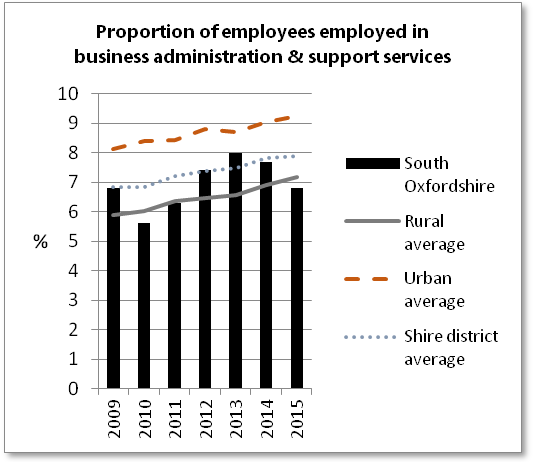 Proportion of employees employed in
business administration & support services
10
9
8
7
6
5
4
3
2
1
0
%
2009
2010
2011
2012
2013
2014
2015
South
Oxfordshire
Rural
average
Urban
average
Shire district
average